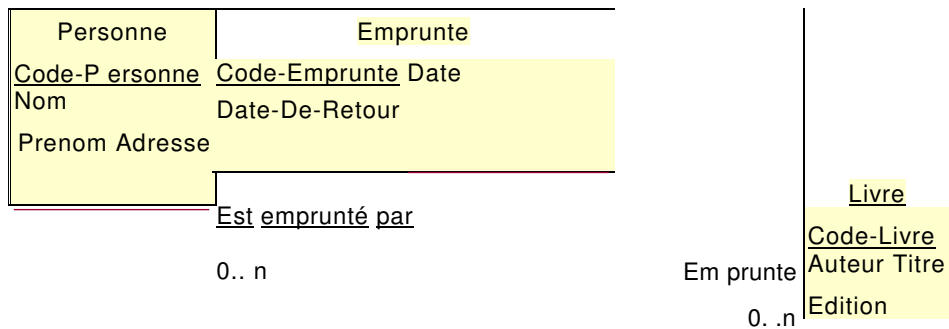 Personne
Emprunte
Code-P ersonne
Code-Emprunte Date
Nom
Date-De-Retour
Prenom Adresse
Livre
Est emprunté par
Code-Livre
0.. n
Em prunte
Auteur Titre
0. .n
Edition